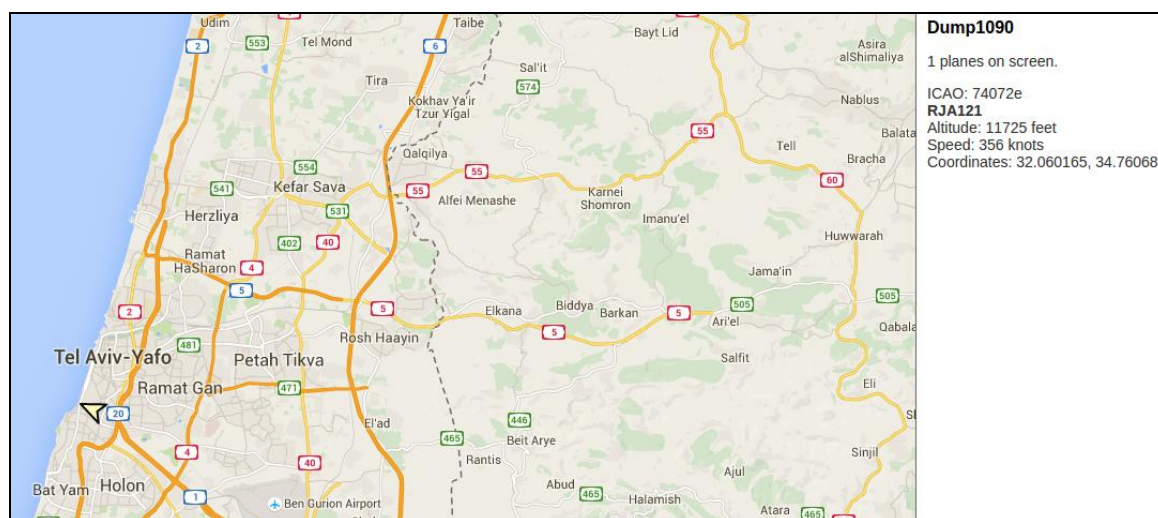 Udim
Taibe
Bayt Lid
Asira
alShimaliya
2
553
Tel Mond
6
Sal'it
574
Tira
Kokhav Ya'ir
Tzur Yigal
Nablus
55
Balata
Qalqilya
Tell
Bracha
554
55
60
541
Kefar Sava
55
Alfei Menashe
Karnei
Shomron
Herzliya
531
Imanu'el
402
40
Huwwarah
Ramat
HaSharon
4
Jama'in
5
505
505
2
5
Elkana
Biddya
Barkan
5
Ari'el
Qabala
5
481
Rosh Haayin
Tel Aviv-Yafo
Petah Tikva
Salfit
Ramat Gan
471
Eli
20
El'ad
446
465
Beit Arye
4
40
Rantis
Sinjil
Ajul
Bat Yam
Holon
1
Ben Gurion Airport
Abud
465
Halamish
Atara
465
Dump1090
1 planes on screen.
ICAO: 74072e
RJA121
Altitude: 11725 feet
Speed: 356 knots
Coordinates: 32.060165, 34.76068